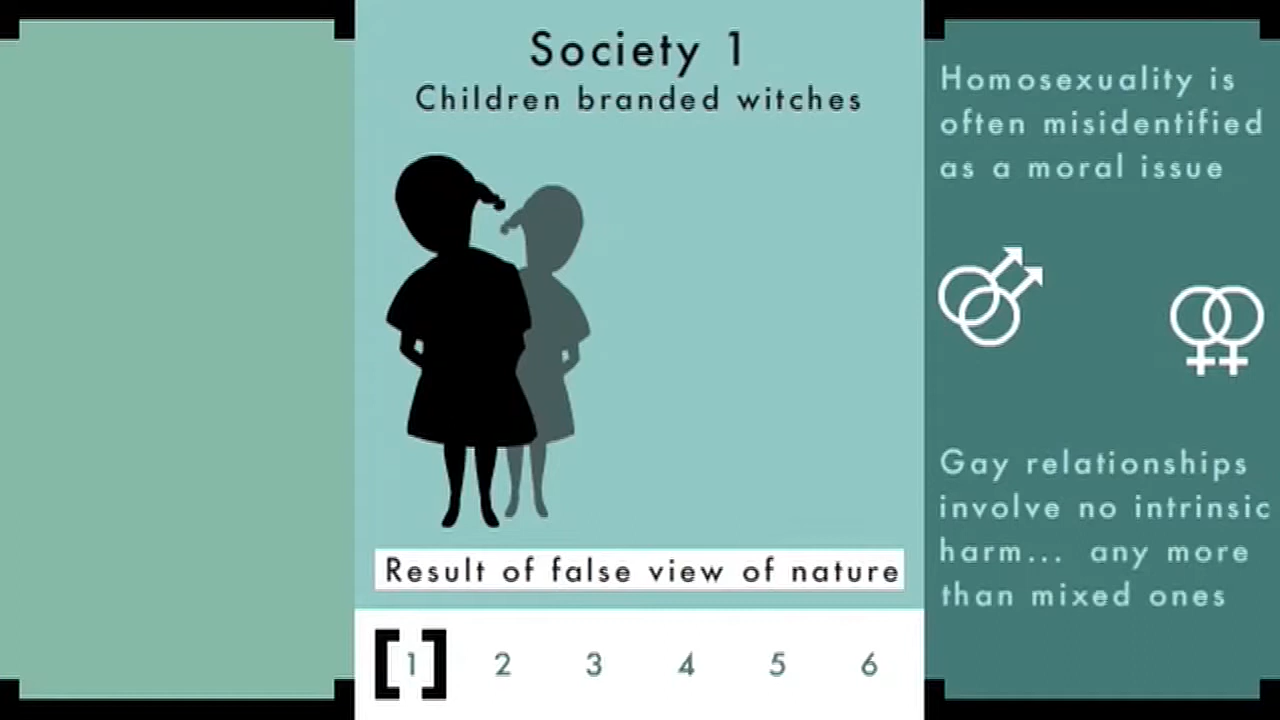 Society 1
Children branded witches
Result of false view of nature
1 2 3 4 5 6
Homosexuality is
often misidentified
as a moral issue
Gay relationships
involve no intrinsic
harm... any more
than mixed ones